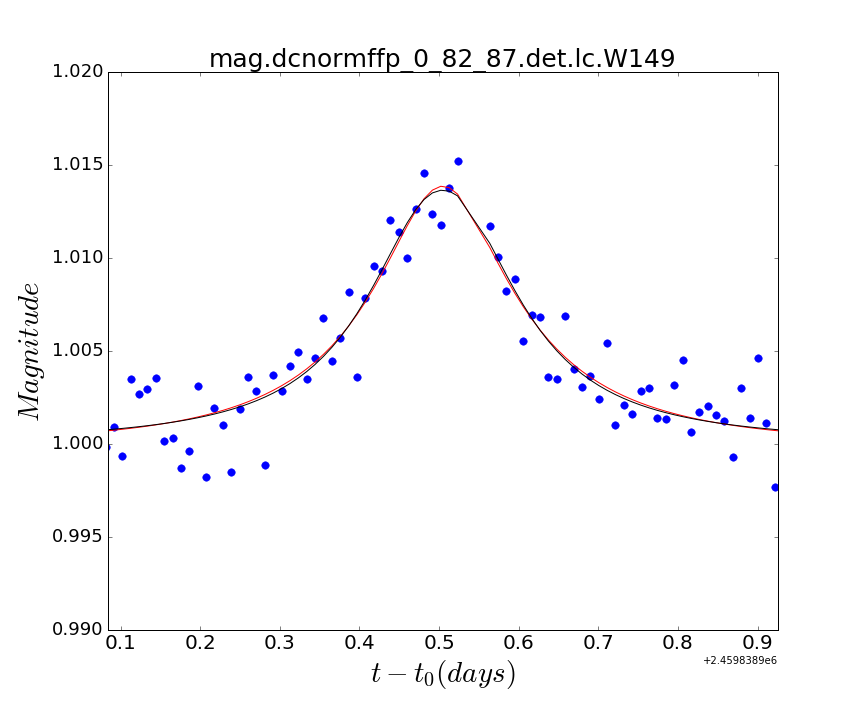 mag.dcnormffp_0_82_87.det.lc.W149
1.020
1.015
1.010
1.005
1.000
0.995
0.990
Magnitude
0.1 0.2 0.3 0.4 0.5 0.6 0.7 0.8 0.9
+2.4598389e6
t − t₀(days)